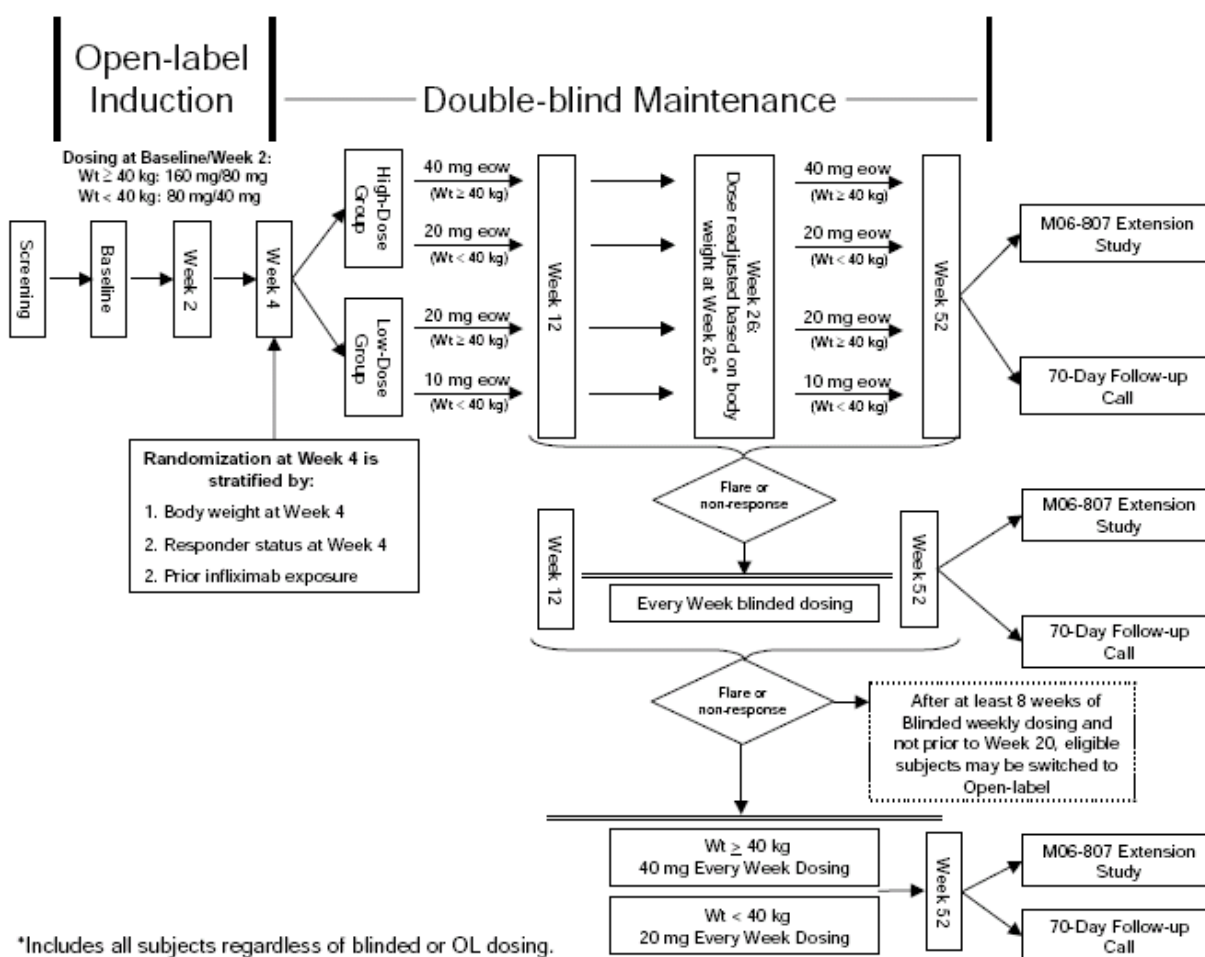 Open-label
Induction
Double-blind Maintenance
Dosing at Baseline/Week 2:
Wt ≥ 40 kg: 160 mg/80 mg
Wt < 40 kg: 80 mg/40 mg
Screening
Baseline
Week 2
Week 4
High-Dose
Group
Low-Dose
Group
40 mg eow
(Wt ≥ 40 kg)
20 mg eow
(Wt < 40 kg)
20 mg eow
(Wt ≥ 40 kg)
10 mg eow
(Wt < 40 kg)
Week 12
Week 26:
Dose readjusted based on body
weight at Week 26*
40 mg eow
(Wt ≥ 40 kg)
20 mg eow
(Wt < 40 kg)
20 mg eow
(Wt ≥ 40 kg)
10 mg eow
(Wt < 40 kg)
Week 52
M06-807 Extension
Study
70-Day Follow-up
Call
Randomization at Week 4 is
stratified by:
1. Body weight at Week 4
2. Responder status at Week 4
2. Prior infliximab exposure
Flare or
non-response
Week 12
Every Week blinded dosing
Week 52
M06-807 Extension
Study
70-Day Follow-up
Call
Flare or
non-response
After at least 8 weeks of
Blinded weekly dosing and
not prior to Week 20, eligible
subjects may be switched to
Open-label
Wt ≥ 40 kg
40 mg Every Week Dosing
Wt < 40 kg
20 mg Every Week Dosing
Week 52
M06-807 Extension
Study
70-Day Follow-up
Call
*Includes all subjects regardless of blinded or OL dosing.